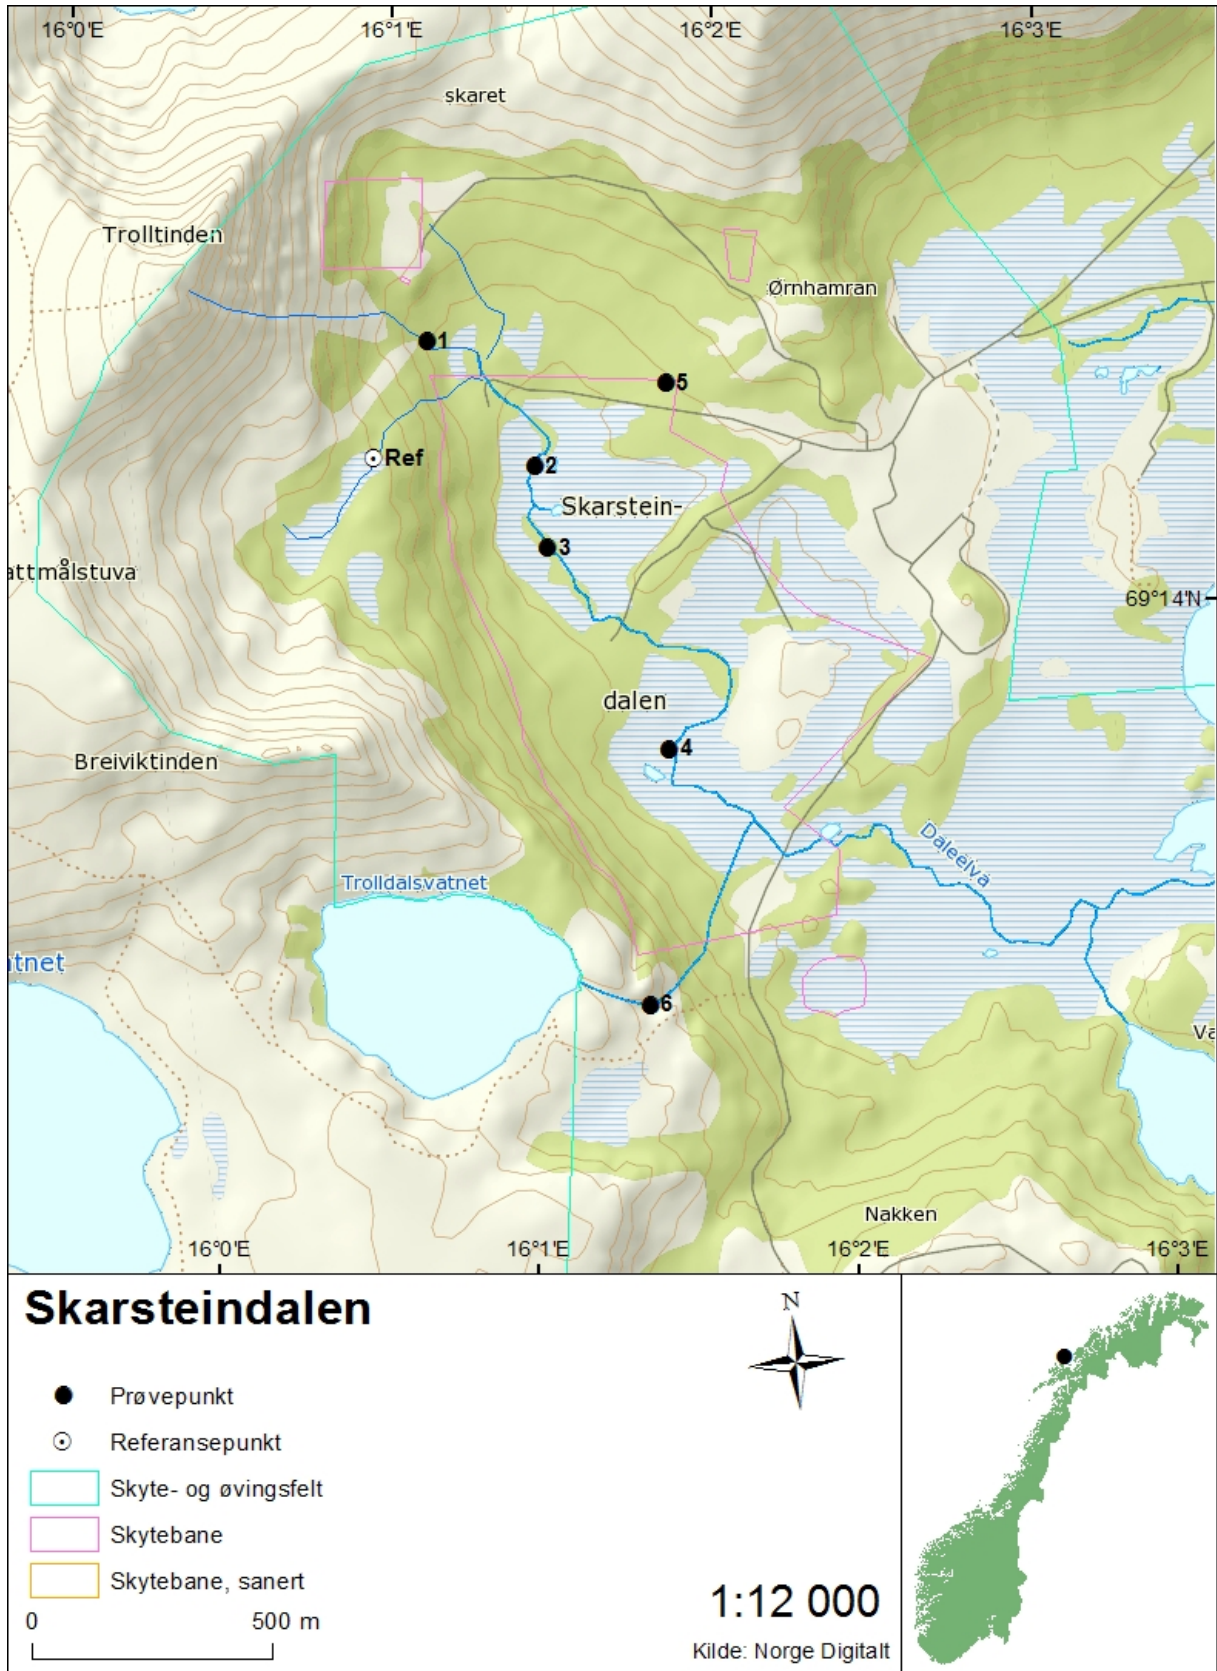 16°0'E 16°1'E 16°2'E 16°3'E
skaret
Trolltinden
Ørnhamran
1
5
Ref
2
Skarstein-
3
attmålstuva
69°14'N
dalen
4
Breiviktinden
Daleelva
Trolldalsvatnet
atnet
6
Va
Nakken
16°0'E 16°1'E 16°2'E 16°3'E
Skarsteindalen
N
Prøvepunkt
Referansepunkt
Skyte- og øvingsfelt
Skytebane
Skytebane, sanert
0 500 m
1:12 000
Kilde: Norge Digitalt